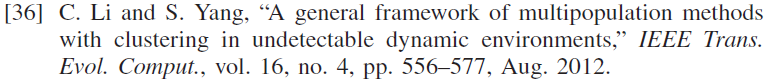 [36] C. Li and S. Yang, “A general framework of multipopulation methods
with clustering in undetectable dynamic environments,” IEEE Trans.
Evol. Comput., vol. 16, no. 4, pp. 556–577, Aug. 2012.